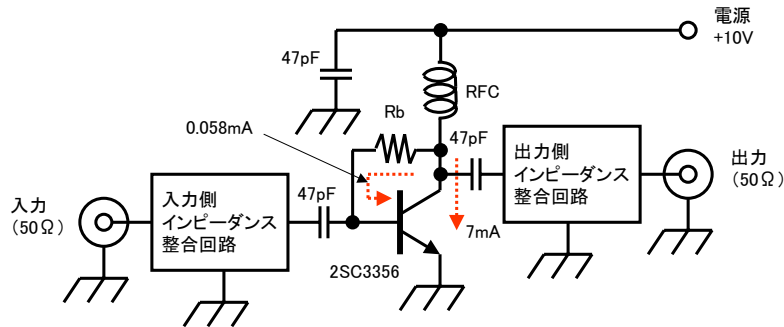 電源
+10V
47pF
RFC
Rb
0.058mA
47pF
出力側
インピーダンス
整合回路
出力
(50Ω)
入力
(50Ω)
入力側
インピーダンス
整合回路
47pF
7mA
2SC3356